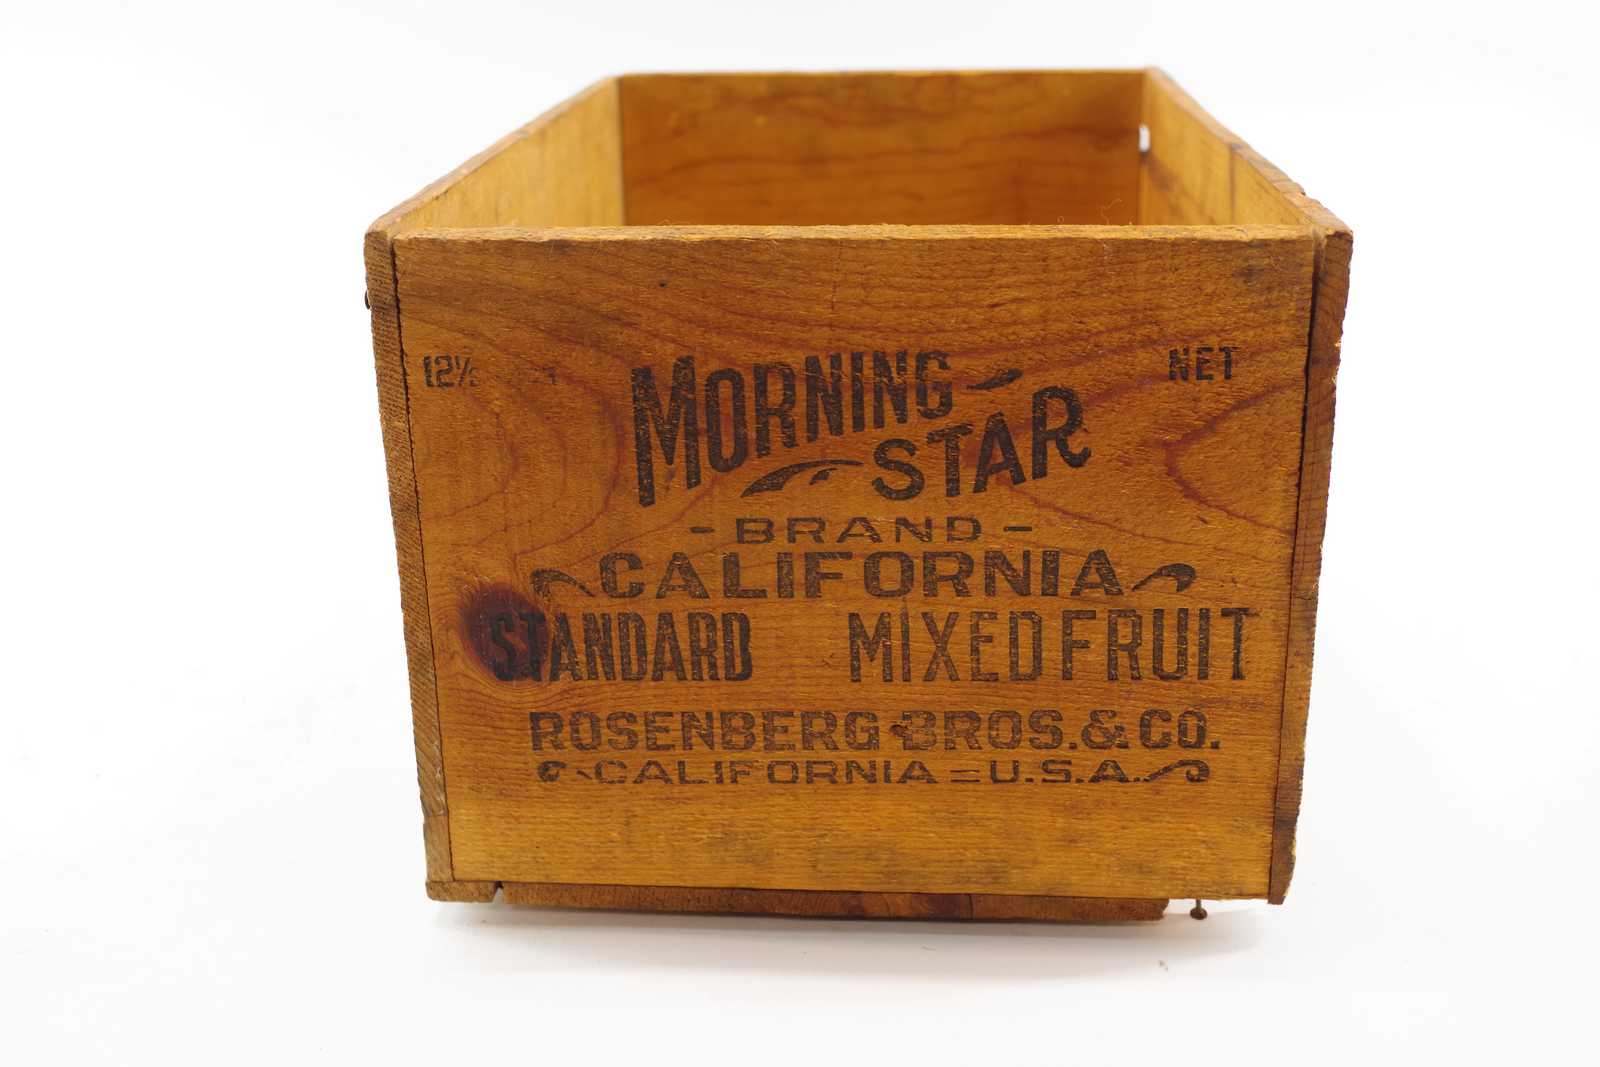 12½ NET
MORNING
STAR
- BRAND -
CALIFORNIA
STANDARD MIXED FRUIT
ROSENBERG BROS. & CO.
CALIFORNIA = U.S.A.